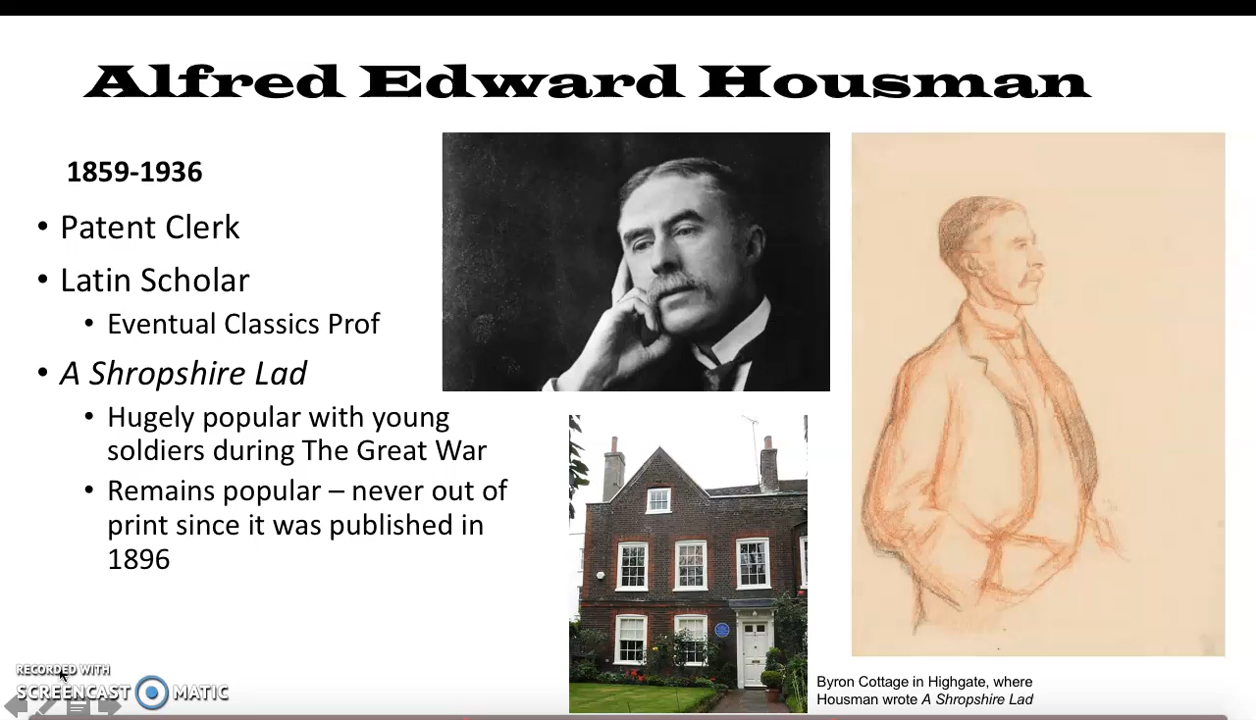 Alfred Edward Housman
1859-1936
• Patent Clerk
• Latin Scholar
• Eventual Classics Prof
• A Shropshire Lad
• Hugely popular with young
soldiers during The Great War
• Remains popular – never out of
print since it was published in
1896
Byron Cottage in Highgate, where
Housman wrote A Shropshire Lad
RECORDED WITH
SCREENCAST MATIC